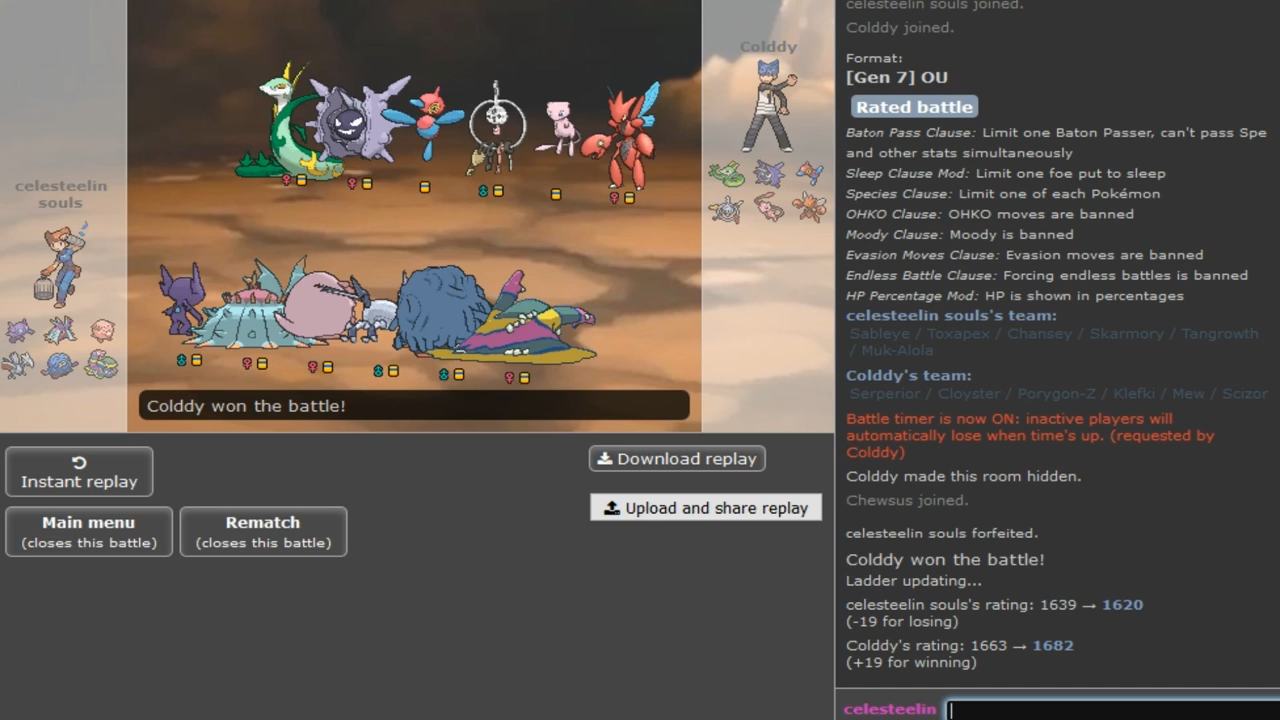 celesteelin
souls
Colddy
Colddy won the battle!
Instant replay
Download replay
Upload and share replay
Main menu
(closes this battle)
Rematch
(closes this battle)
celesteelin souls joined.
Colddy joined.
Format:
[Gen 7] OU
Rated battle
Baton Pass Clause: Limit one Baton Passer, can't pass Spe
and other stats simultaneously
Sleep Clause Mod: Limit one foe put to sleep
Species Clause: Limit one of each Pokémon
OHKO Clause: OHKO moves are banned
Moody Clause: Moody is banned
Evasion Moves Clause: Evasion moves are banned
Endless Battle Clause: Forcing endless battles is banned
HP Percentage Mod: HP is shown in percentages
celesteelin souls's team:
Sableye / Toxapex / Chansey / Skarmory / Tangrowth
/ Muk-Alola
Colddy's team:
Serperior / Cloyster / Porygon-Z / Klefki / Mew / Scizor
Battle timer is now ON: inactive players will
automatically lose when time's up. (requested by
Colddy)
Colddy made this room hidden.
Chewsus joined.
celesteelin souls forfeited.
Colddy won the battle!
Ladder updating...
celesteelin souls's rating: 1639 → 1620
(-19 for losing)
Colddy's rating: 1663 → 1682
(+19 for winning)
celesteelin